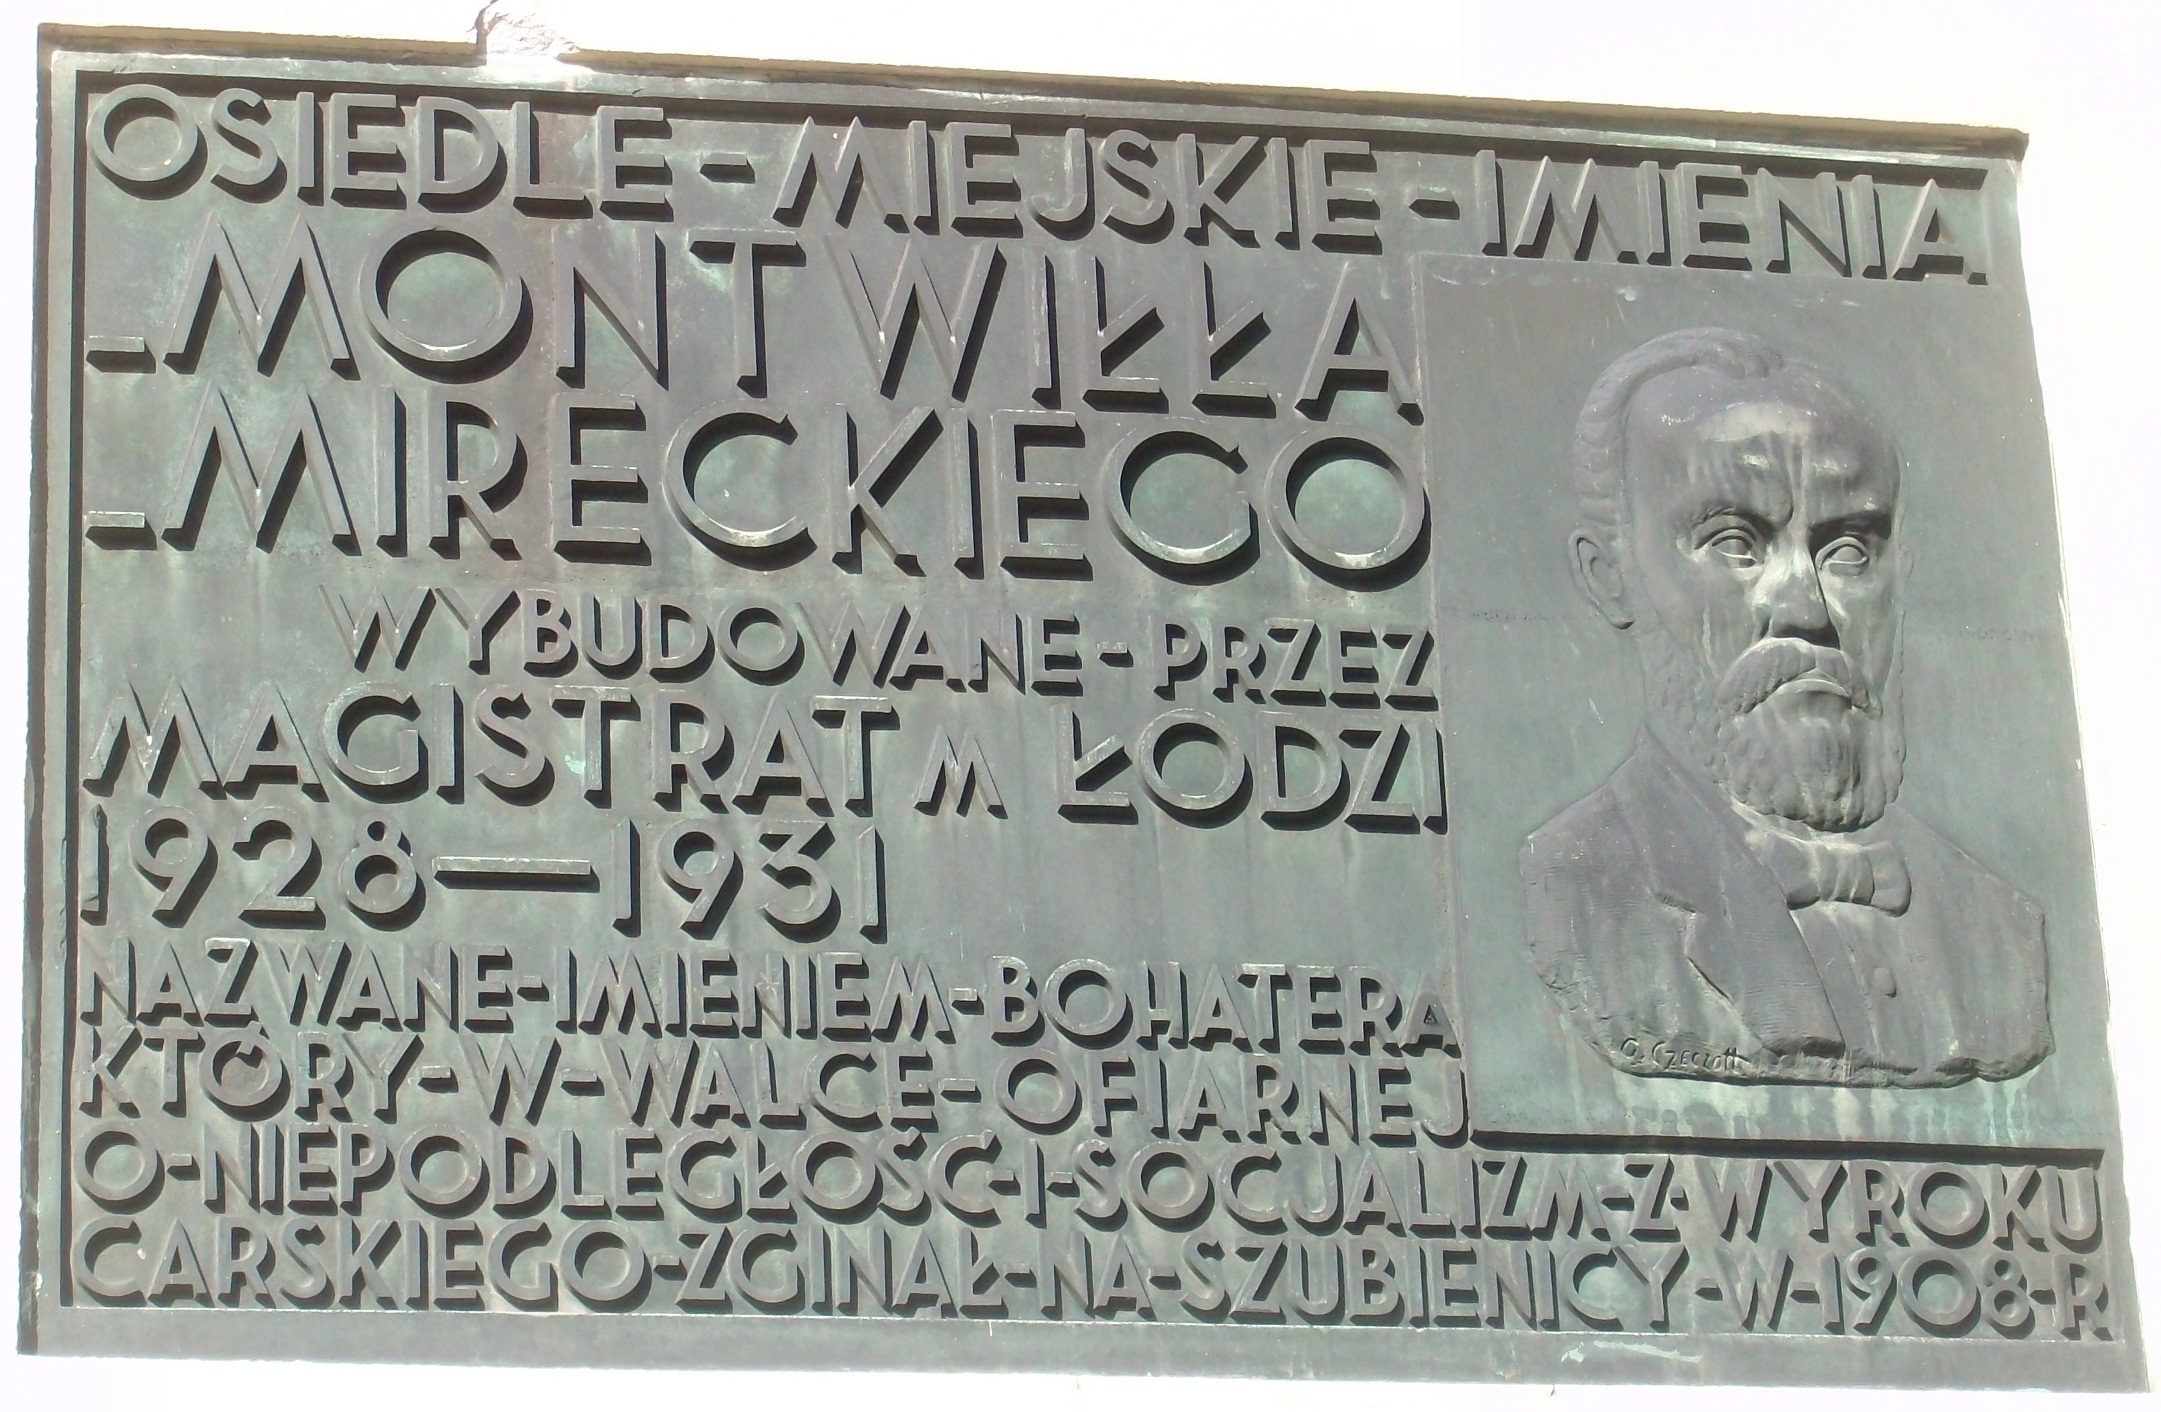 OSIEDLE-MIEJSKIE-IMIENIA
-MONTWIŁŁA
-MIRECKIEGO
WYBUDOWANE-PRZEZ
MAGISTRAT M ŁODZI
1928—1931
NAZWANE-IMIENIEM-BOHATERA
KTÓRY-W-WALCE-OFIARNEJ
O-NIEPODLEGŁOŚĆ-I-SOCJALIZM-Z-WYROKU
CARSKIEGO-ZGINĄŁ-NA-SZUBIENICY-W-1908-R
G. CZECZOTT